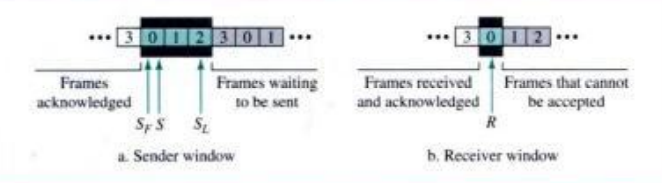 ••• 3 0 1 2 3 0 1 •••
Frames acknowledged
Frames waiting to be sent
S_F S S_L
a. Sender window
••• 3 0 1 2 •••
Frames received and acknowledged
Frames that cannot be accepted
R
b. Receiver window